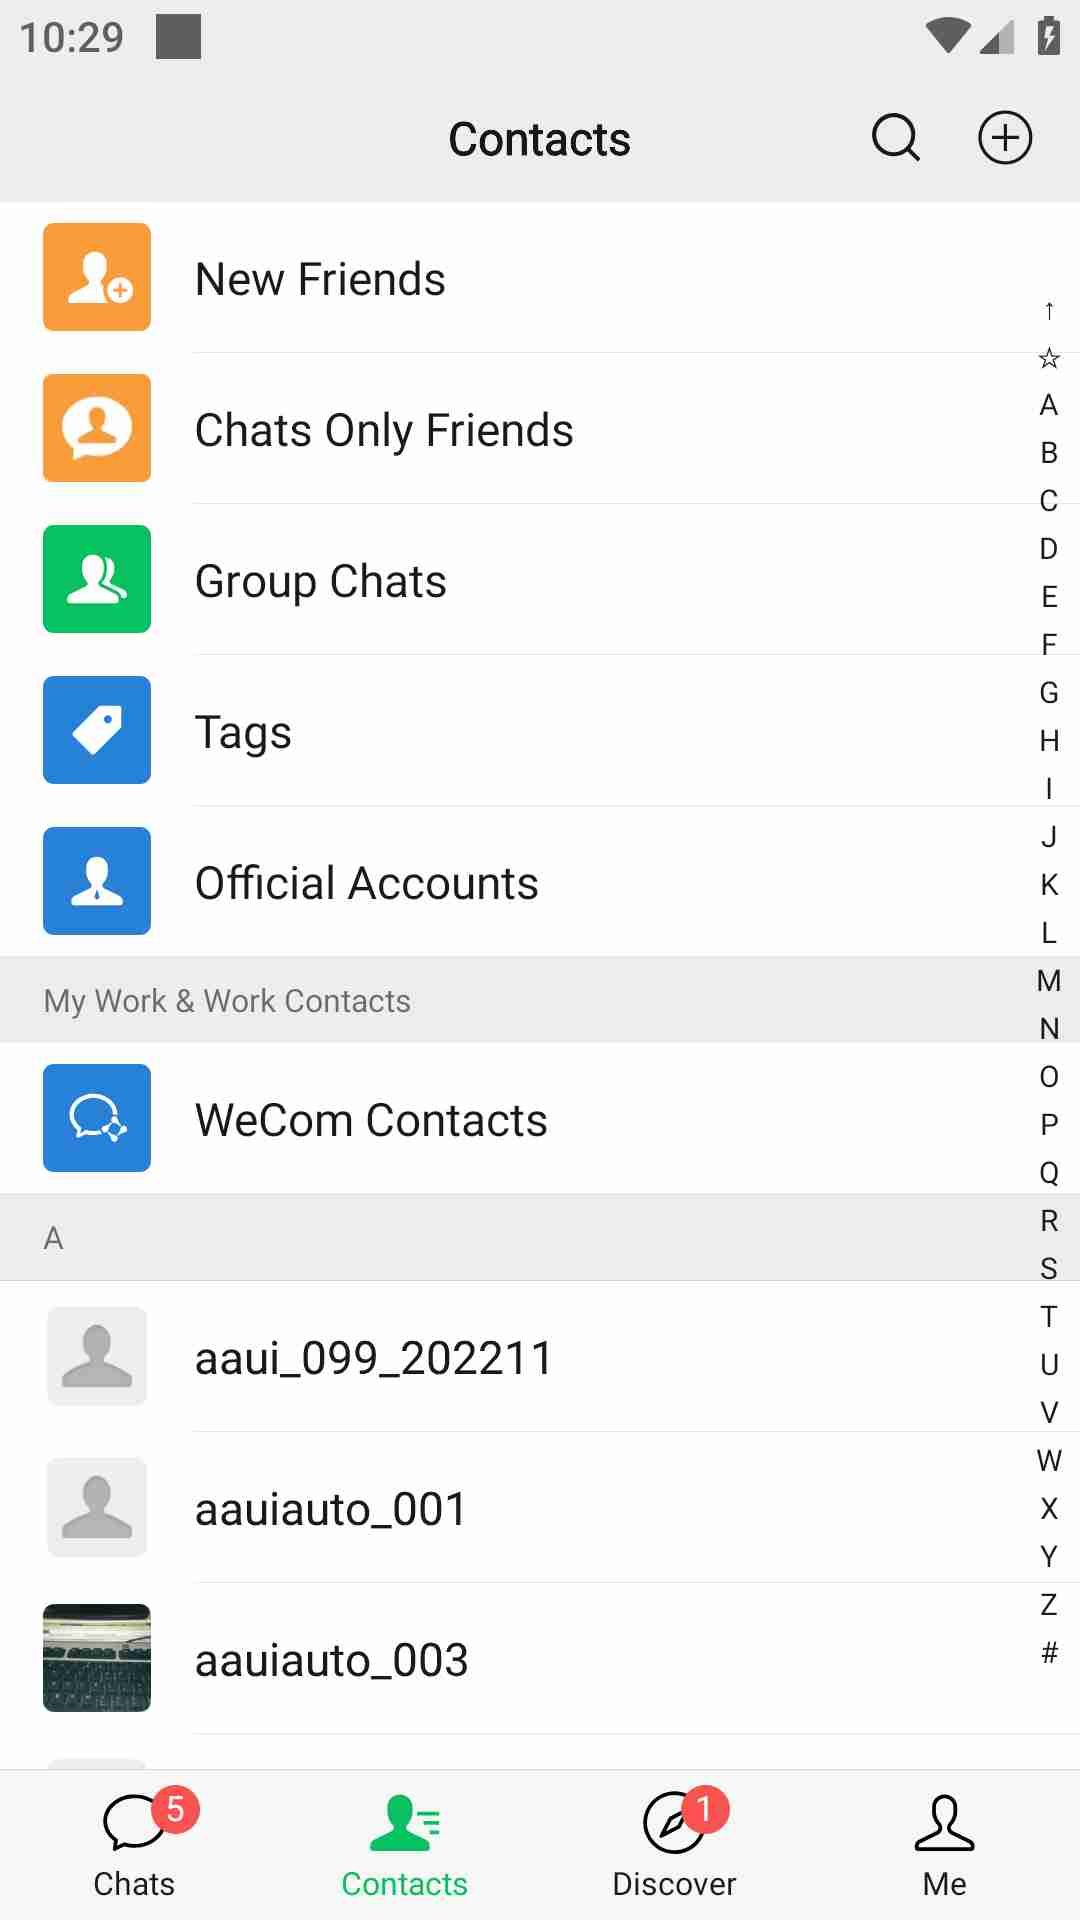 10:29
Contacts
New Friends
Chats Only Friends
Group Chats
Tags
Official Accounts
My Work & Work Contacts
WeCom Contacts
A
aaui_099_202211
aauiauto_001
aauiauto_003
↑
☆
A
B
C
D
E
F
G
H
I
J
K
L
M
N
O
P
Q
R
S
T
U
V
W
X
Y
Z
#
5
1
Chats
Contacts
Discover
Me